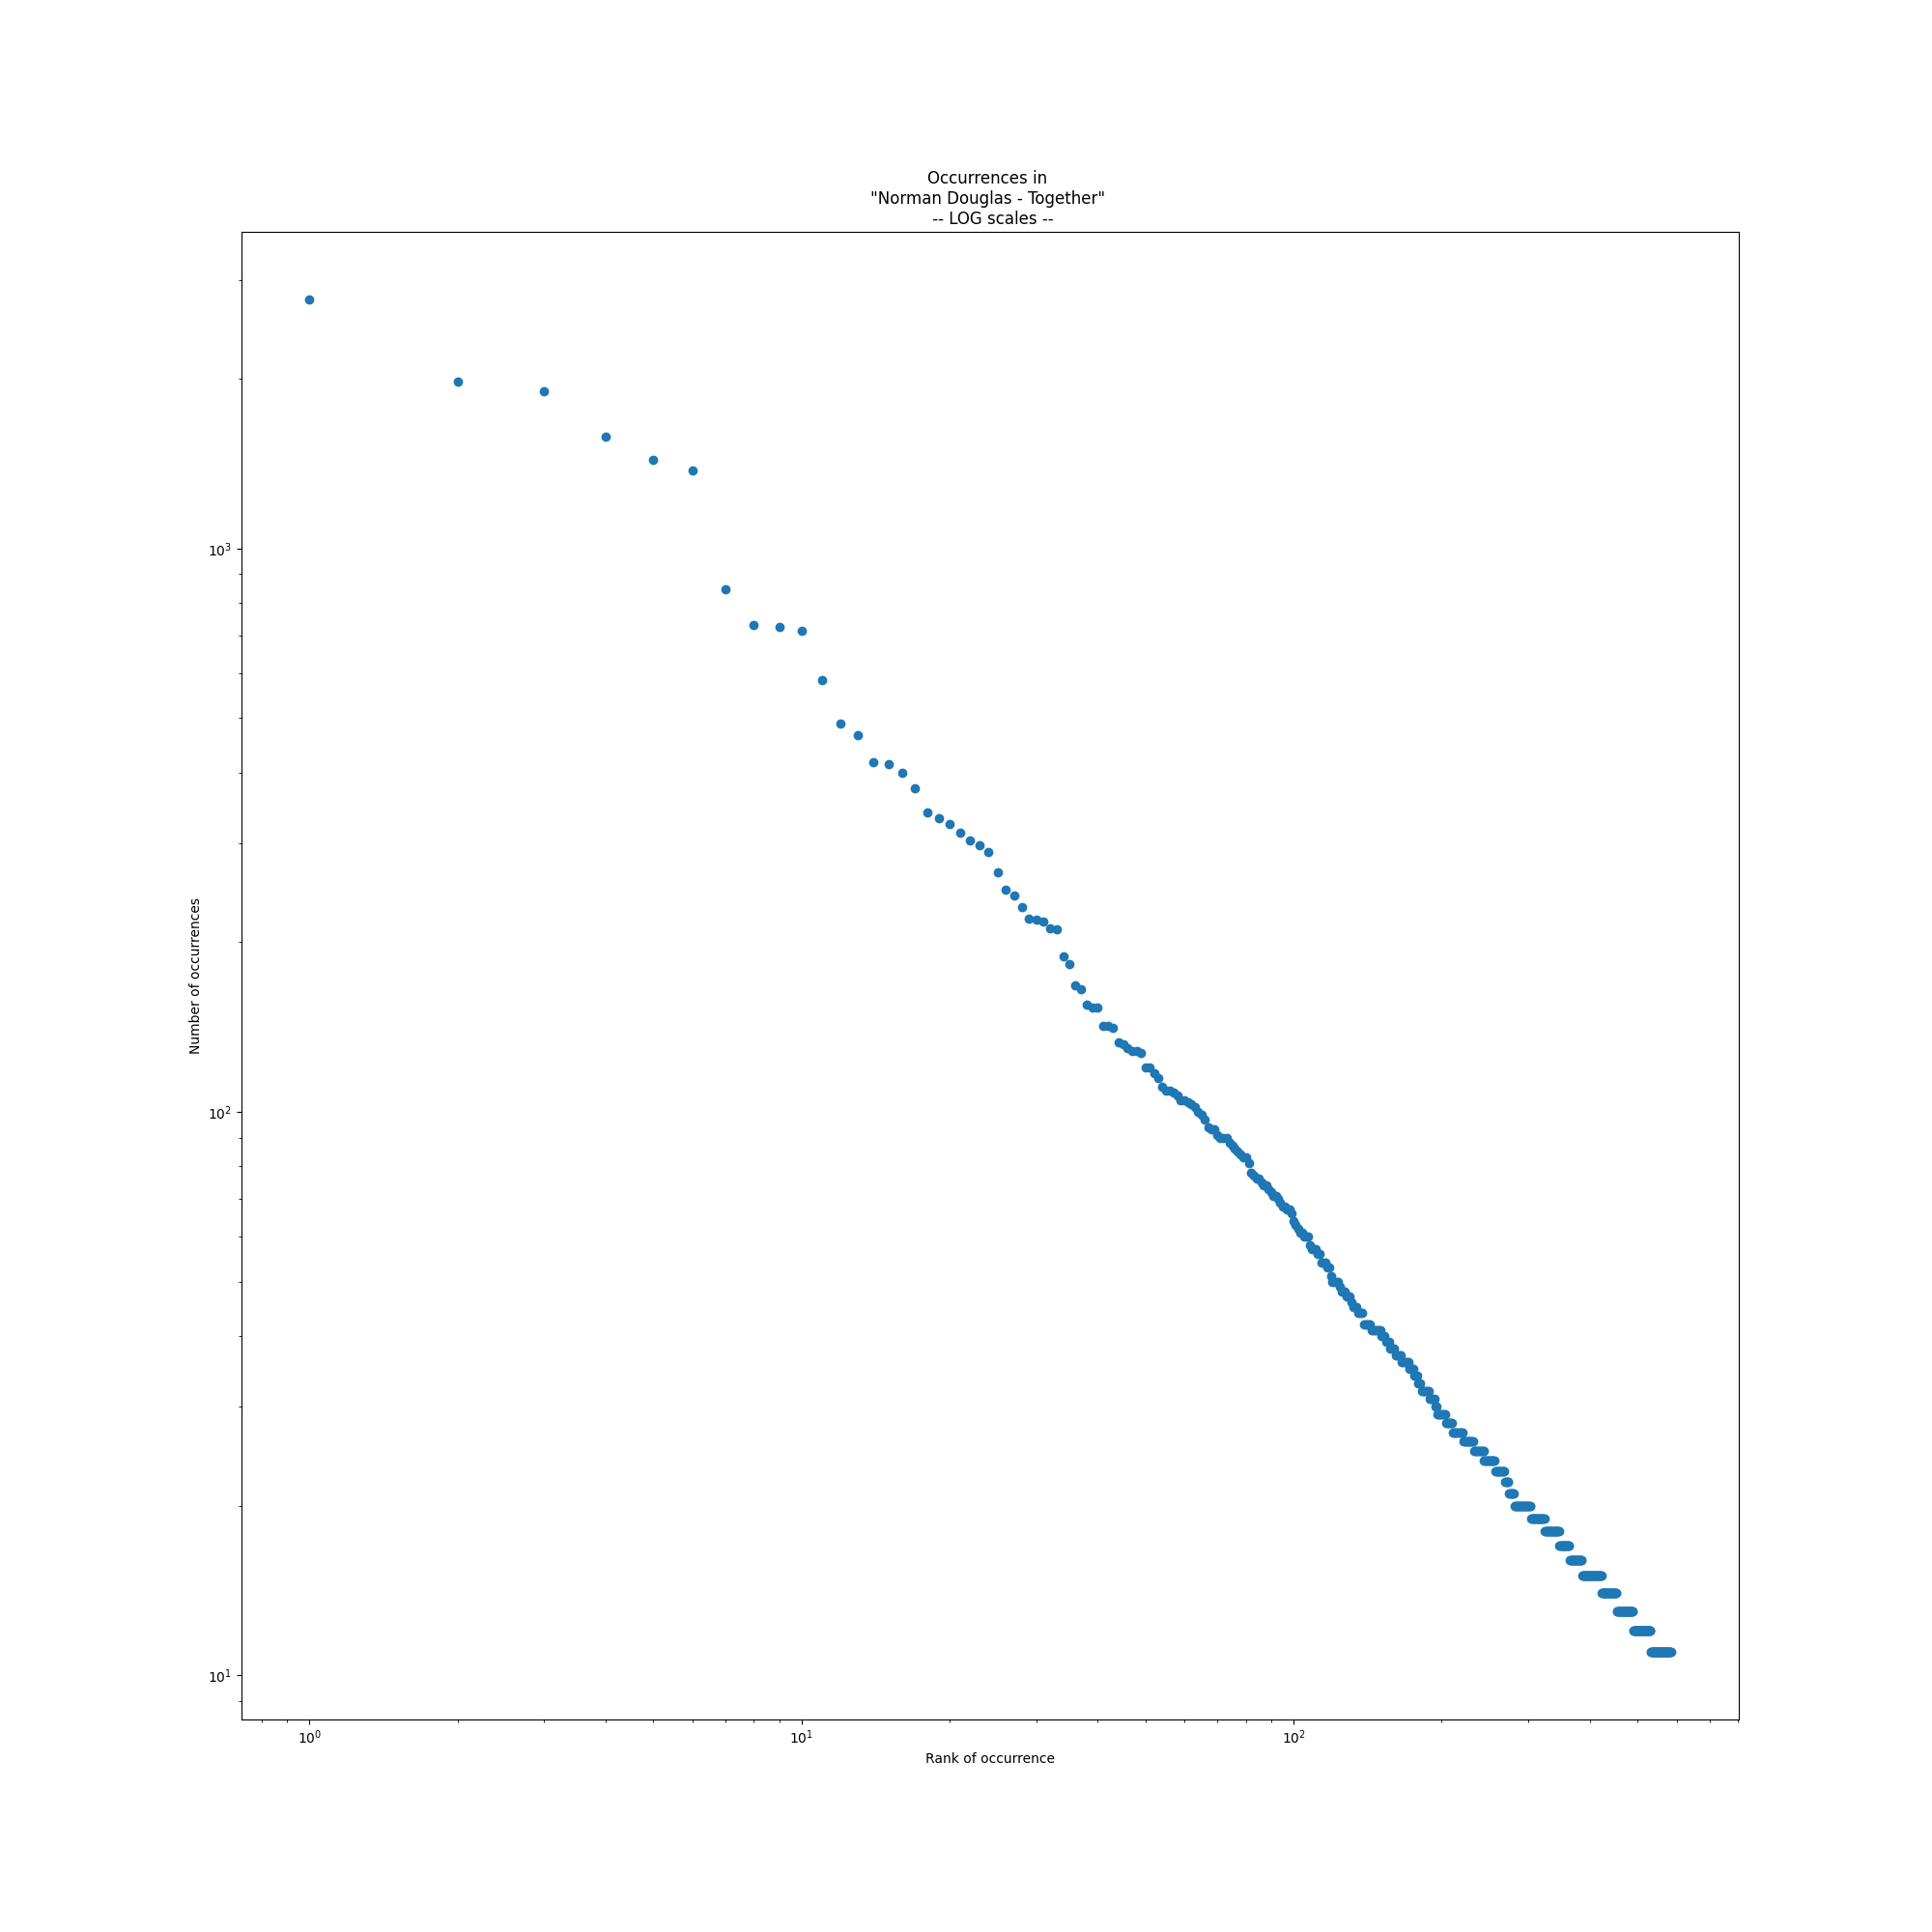 Occurrences in
"Norman Douglas - Together"
-- LOG scales --
Number of occurrences
10³
10²
10¹
10⁰
10¹
10²
Rank of occurrence